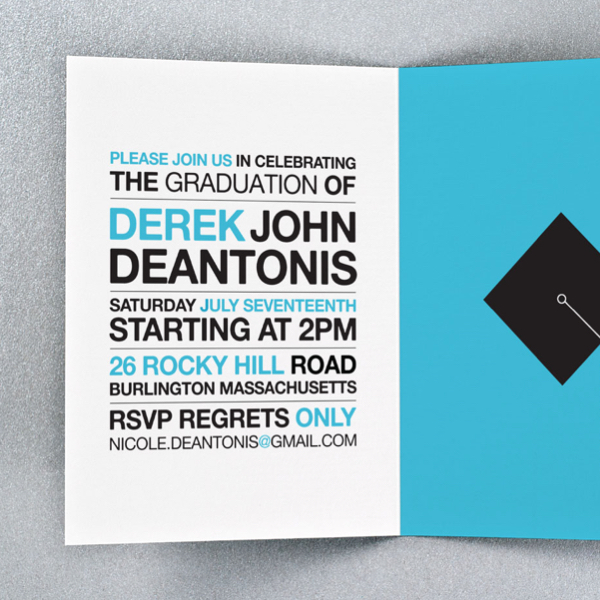 PLEASE JOIN US IN CELEBRATING
THE GRADUATION OF
DEREK JOHN
DEANTONIS
SATURDAY JULY SEVENTEENTH
STARTING AT 2PM
26 ROCKY HILL ROAD
BURLINGTON MASSACHUSETTS
RSVP REGRETS ONLY
NICOLE.DEANTONIS@GMAIL.COM